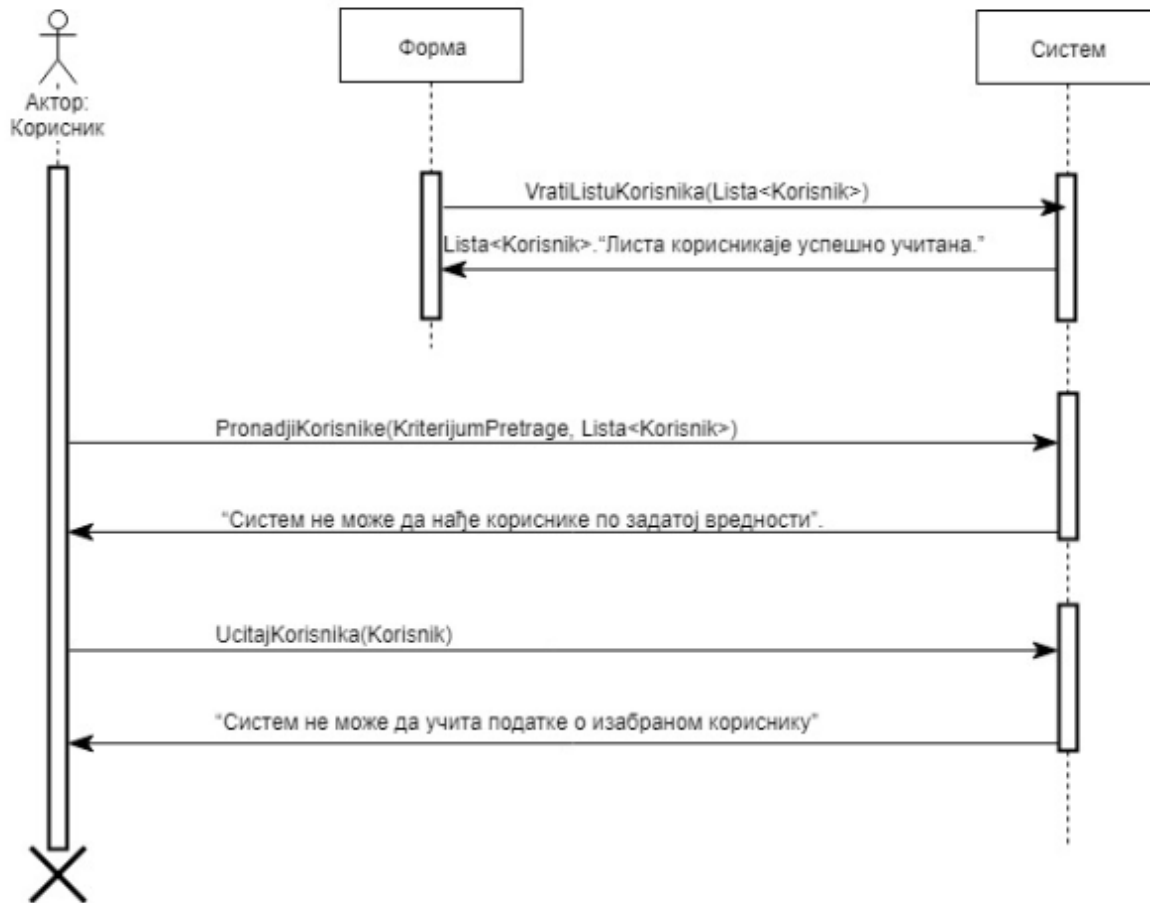 Форма
Систем
Актор:
Корисник
VratiListuKorisnika(Lista<Korisnik>)
Lista<Korisnik>.“Листа корисникаје успешно учитана.”
PronadjiKorisnike(KriterijumPretrage, Lista<Korisnik>)
“Систем не може да нађе кориснике по задатој вредности”.
UcitajKorisnika(Korisnik)
“Систем не може да учита податке о изабраном кориснику”